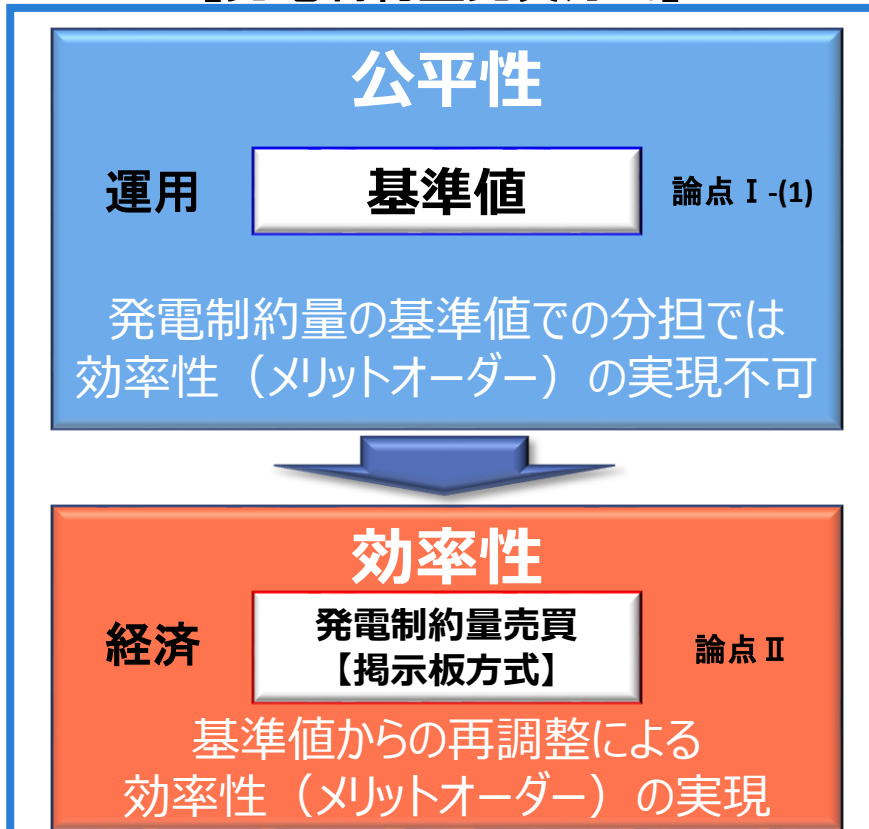 公平性
運用
基準値
論点Ⅰ-(1)
発電制約量の基準値での分担では
効率性（メリットオーダー）の実現不可
効率性
経済
発電制約量売買
【掲示板方式】
論点Ⅱ
基準値からの再調整による
効率性（メリットオーダー）の実現